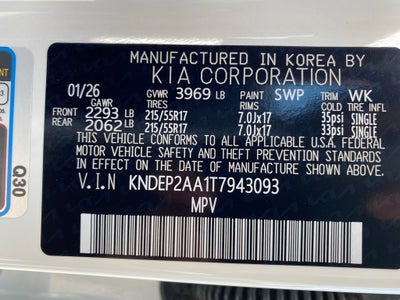 MANUFACTURED IN KOREA BY
KIA CORPORATION
01/26 GVWR 3969 LB PAINT SWP TRIM WK
GAWR TIRES RIMS COLD TIRE INFL
FRONT 2293 LB 215/55R17 7.0Jx17 35psi SINGLE
REAR 2062 LB 215/55R17 7.0Jx17 33psi SINGLE
THIS VEHICLE CONFORMS TO ALL APPLICABLE U.S.A. FEDERAL
MOTOR VEHICLE SAFETY AND THEFT PREVENTION STANDARDS
IN EFFECT ON THE DATE OF MANUFACTURE SHOWN ABOVE.
V.I.N KNDEP2AA1T7943093
MPV
Q30